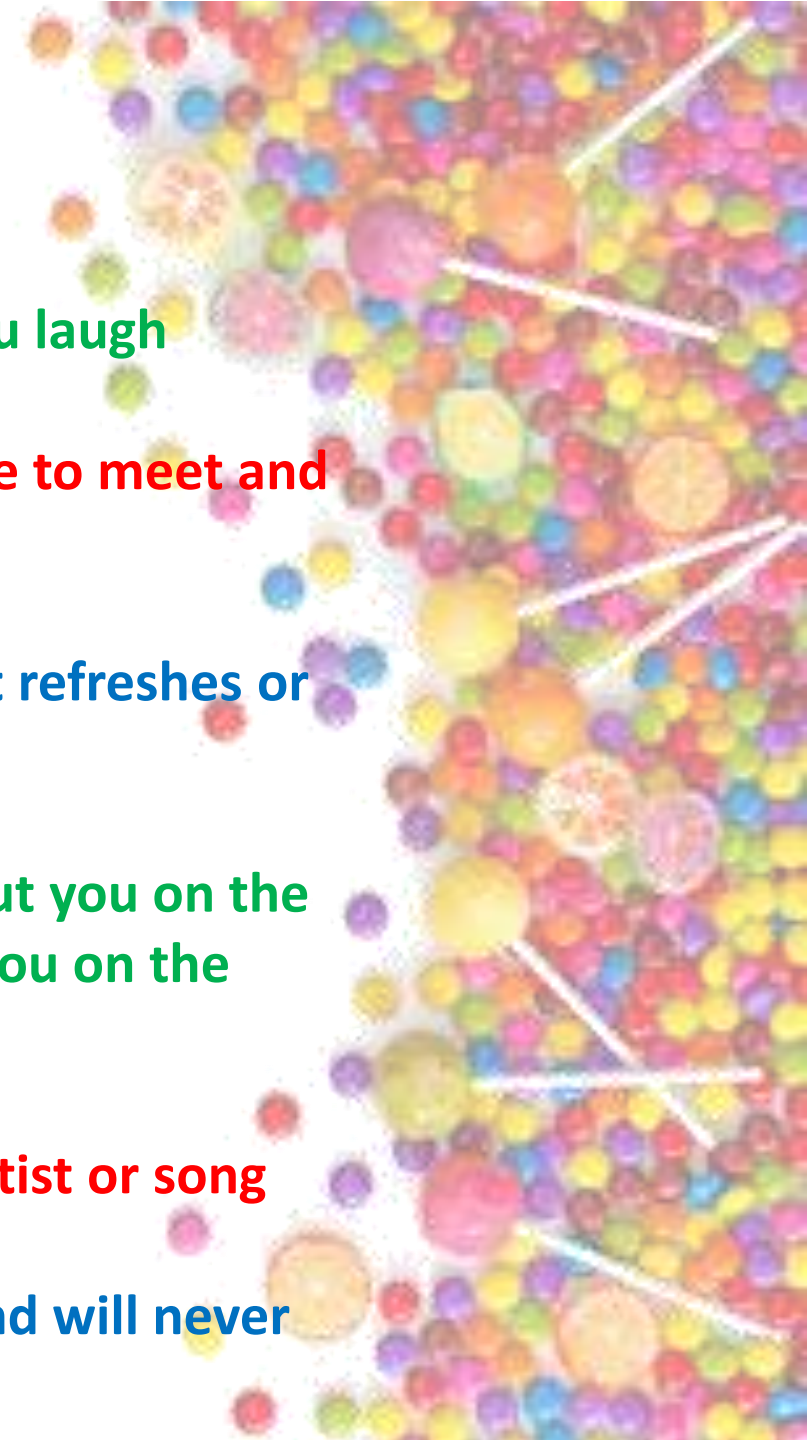 u laugh
e to meet and
t refreshes or
ut you on the
ou on the
tist or song
nd will never